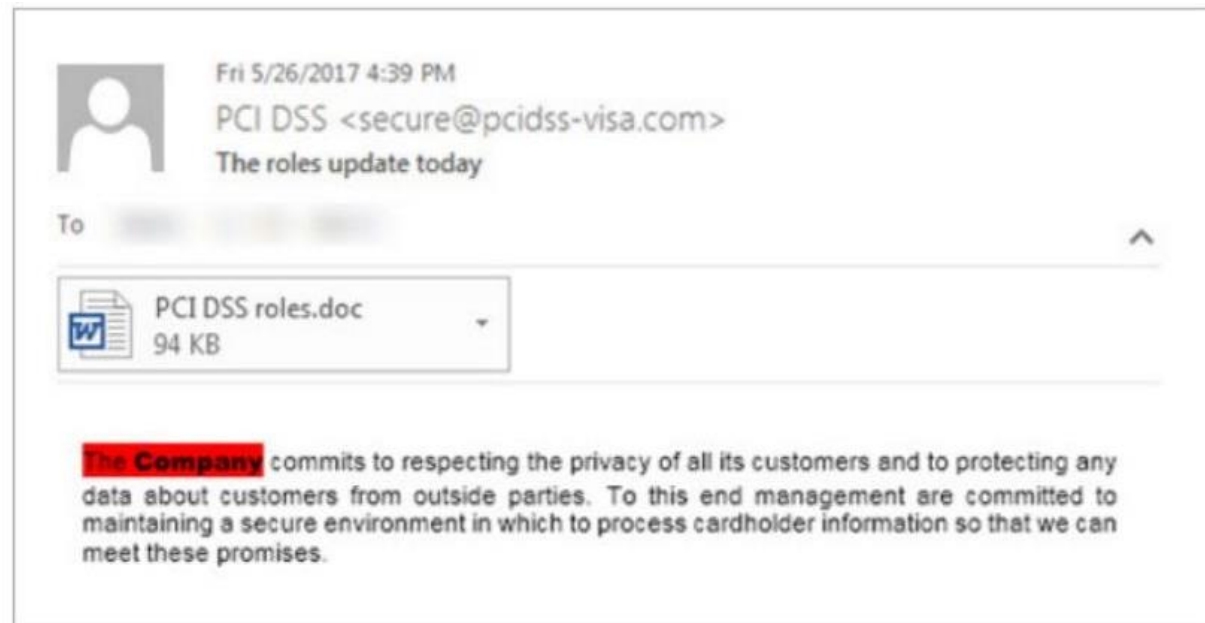 Fri 5/26/2017 4:39 PM
PCI DSS <secure@pcidss-visa.com>
The roles update today
To
PCI DSS roles.doc
94 KB
The Company commits to respecting the privacy of all its customers and to protecting any
data about customers from outside parties. To this end management are committed to
maintaining a secure environment in which to process cardholder information so that we can
meet these promises.